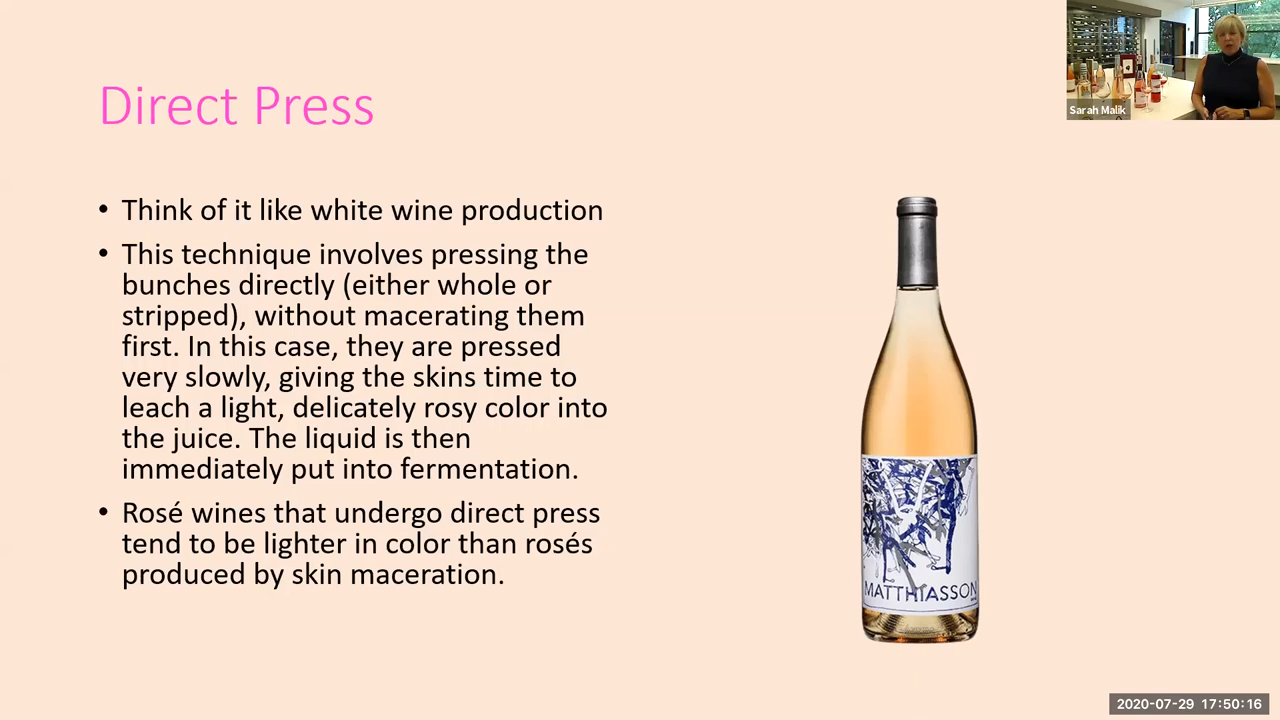 Direct Press
Sarah Malik
• Think of it like white wine production
• This technique involves pressing the
bunches directly (either whole or
stripped), without macerating them
first. In this case, they are pressed
very slowly, giving the skins time to
leach a light, delicately rosy color into
the juice. The liquid is then
immediately put into fermentation.
• Rosé wines that undergo direct press
tend to be lighter in color than rosés
produced by skin maceration.
MATTHIASSON
2020-07-29 17:50:16